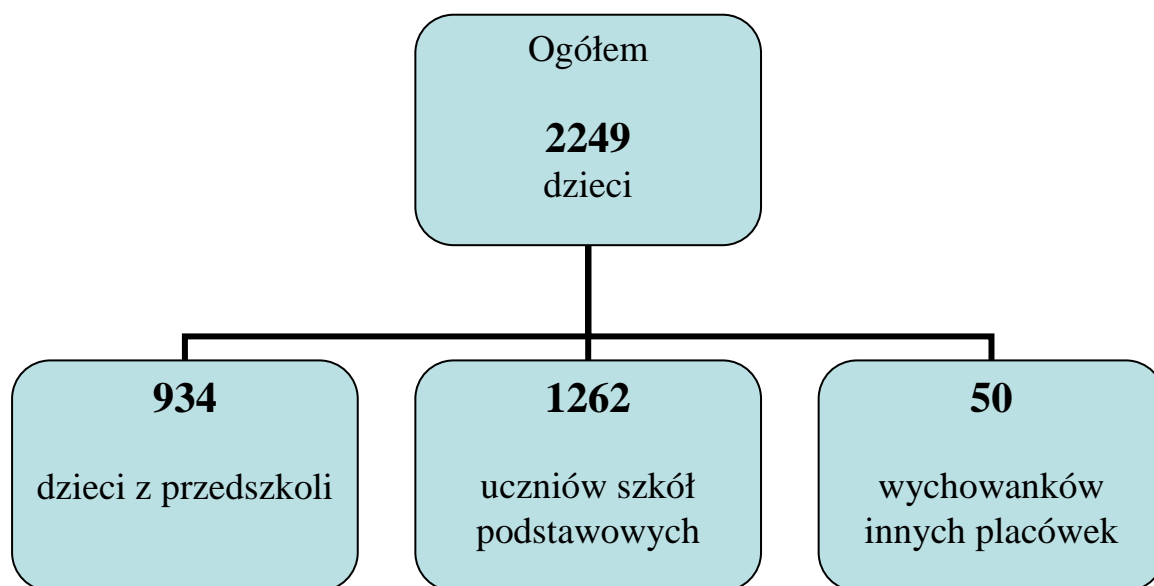 Ogółem
2249
dzieci
934
dzieci z przedszkoli
1262
uczniów szkół
podstawowych
50
wychowanków
innych placówek